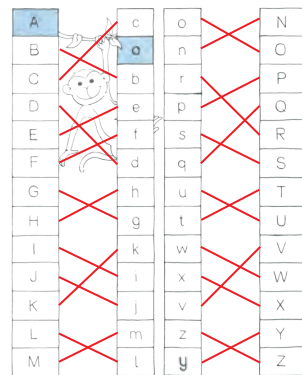 A c o N
B a n O
C b r P
D e p Q
E f s R
F d q S
G h u T
H g t U
I k w V
J i x W
K j v X
L m z Y
M l y Z